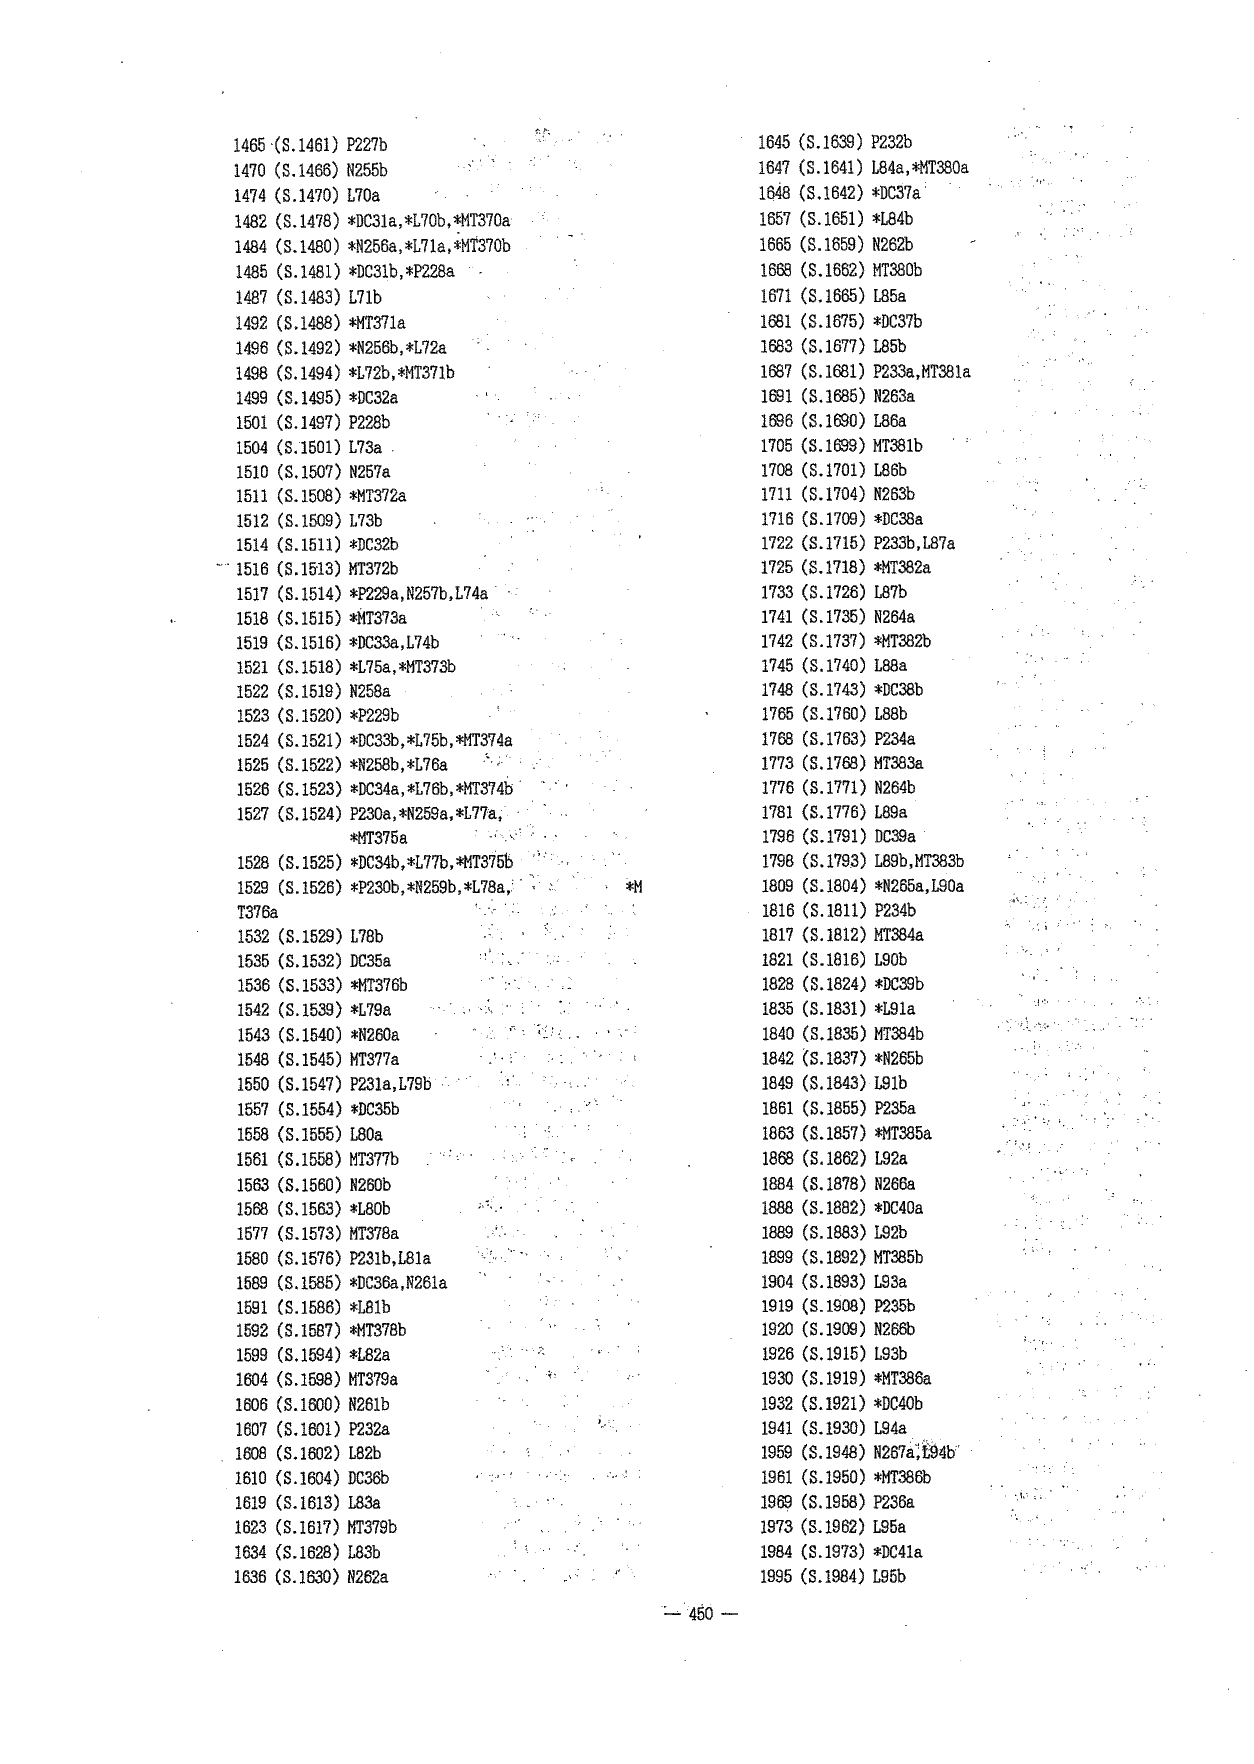 1465 (S.1461) P227b
1470 (S.1466) N255b
1474 (S.1470) L70a
1482 (S.1478) *DC31a,*L70b,*MT370a
1484 (S.1480) *N256a,*L71a,*MT370b
1485 (S.1481) *DC31b,*P228a
1487 (S.1483) L71b
1492 (S.1488) *MT371a
1496 (S.1492) *N256b,*L72a
1498 (S.1494) *L72b,*MT371b
1499 (S.1495) *DC32a
1501 (S.1497) P228b
1504 (S.1501) L73a
1510 (S.1507) N257a
1511 (S.1508) *MT372a
1512 (S.1509) L73b
1514 (S.1511) *DC32b
1516 (S.1513) MT372b
1517 (S.1514) *P229a,N257b,L74a
1518 (S.1515) *MT373a
1519 (S.1516) *DC33a,L74b
1521 (S.1518) *L75a,*MT373b
1522 (S.1519) N258a
1523 (S.1520) *P229b
1524 (S.1521) *DC33b,*L75b,*MT374a
1525 (S.1522) *N258b,*L76a
1526 (S.1523) *DC34a,*L76b,*MT374b
1527 (S.1524) P230a,*N259a,*L77a,
*MT375a
1528 (S.1525) *DC34b,*L77b,*MT375b
1529 (S.1526) *P230b,*N259b,*L78a, *M
T376a
1532 (S.1529) L78b
1535 (S.1532) DC35a
1536 (S.1533) *MT376b
1542 (S.1539) *L79a
1543 (S.1540) *N260a
1548 (S.1545) MT377a
1550 (S.1547) P231a,L79b
1557 (S.1554) *DC35b
1558 (S.1555) L80a
1561 (S.1558) MT377b
1563 (S.1560) N260b
1568 (S.1563) *L80b
1577 (S.1573) MT378a
1580 (S.1576) P231b,L81a
1589 (S.1585) *DC36a,N261a
1591 (S.1586) *L81b
1592 (S.1587) *MT378b
1599 (S.1594) *L82a
1604 (S.1598) MT379a
1606 (S.1600) N261b
1607 (S.1601) P232a
1608 (S.1602) L82b
1610 (S.1604) DC36b
1619 (S.1613) L83a
1623 (S.1617) MT379b
1634 (S.1628) L83b
1636 (S.1630) N262a
1645 (S.1639) P232b
1647 (S.1641) L84a,*MT380a
1648 (S.1642) *DC37a
1657 (S.1651) *L84b
1665 (S.1659) N262b
1668 (S.1662) MT380b
1671 (S.1665) L85a
1681 (S.1675) *DC37b
1683 (S.1677) L85b
1687 (S.1681) P233a,MT381a
1691 (S.1685) N263a
1696 (S.1690) L86a
1705 (S.1699) MT381b
1708 (S.1701) L86b
1711 (S.1704) N263b
1716 (S.1709) *DC38a
1722 (S.1715) P233b,L87a
1725 (S.1718) *MT382a
1733 (S.1726) L87b
1741 (S.1735) N264a
1742 (S.1737) *MT382b
1745 (S.1740) L88a
1748 (S.1743) *DC38b
1765 (S.1760) L88b
1768 (S.1763) P234a
1773 (S.1768) MT383a
1776 (S.1771) N264b
1781 (S.1776) L89a
1796 (S.1791) DC39a
1798 (S.1793) L89b,MT383b
1809 (S.1804) *N265a,L90a
1816 (S.1811) P234b
1817 (S.1812) MT384a
1821 (S.1816) L90b
1828 (S.1824) *DC39b
1835 (S.1831) *L91a
1840 (S.1835) MT384b
1842 (S.1837) *N265b
1849 (S.1843) L91b
1861 (S.1855) P235a
1863 (S.1857) *MT385a
1868 (S.1862) L92a
1884 (S.1878) N266a
1888 (S.1882) *DC40a
1889 (S.1883) L92b
1899 (S.1892) MT385b
1904 (S.1893) L93a
1919 (S.1908) P235b
1920 (S.1909) N266b
1926 (S.1915) L93b
1930 (S.1919) *MT386a
1932 (S.1921) *DC40b
1941 (S.1930) L94a
1959 (S.1948) N267a,L94b
1961 (S.1950) *MT386b
1969 (S.1958) P236a
1973 (S.1962) L95a
1984 (S.1973) *DC41a
1995 (S.1984) L95b
— 450 —